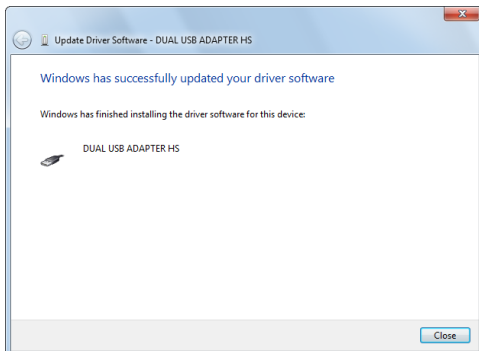 Update Driver Software - DUAL USB ADAPTER HS
Windows has successfully updated your driver software
Windows has finished installing the driver software for this device:
DUAL USB ADAPTER HS
Close